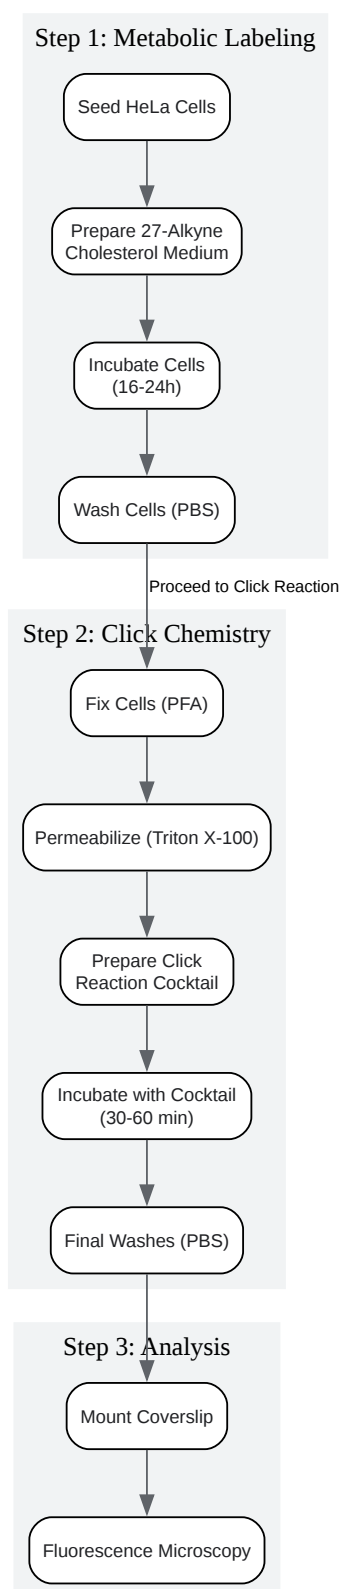 Step 1: Metabolic Labeling
Seed HeLa Cells
Prepare 27-Alkyne
Cholesterol Medium
Incubate Cells
(16-24h)
Wash Cells (PBS)
Proceed to Click Reaction
Step 2: Click Chemistry
Fix Cells (PFA)
Permeabilize (Triton X-100)
Prepare Click
Reaction Cocktail
Incubate with Cocktail
(30-60 min)
Final Washes (PBS)
Step 3: Analysis
Mount Coverslip
Fluorescence Microscopy